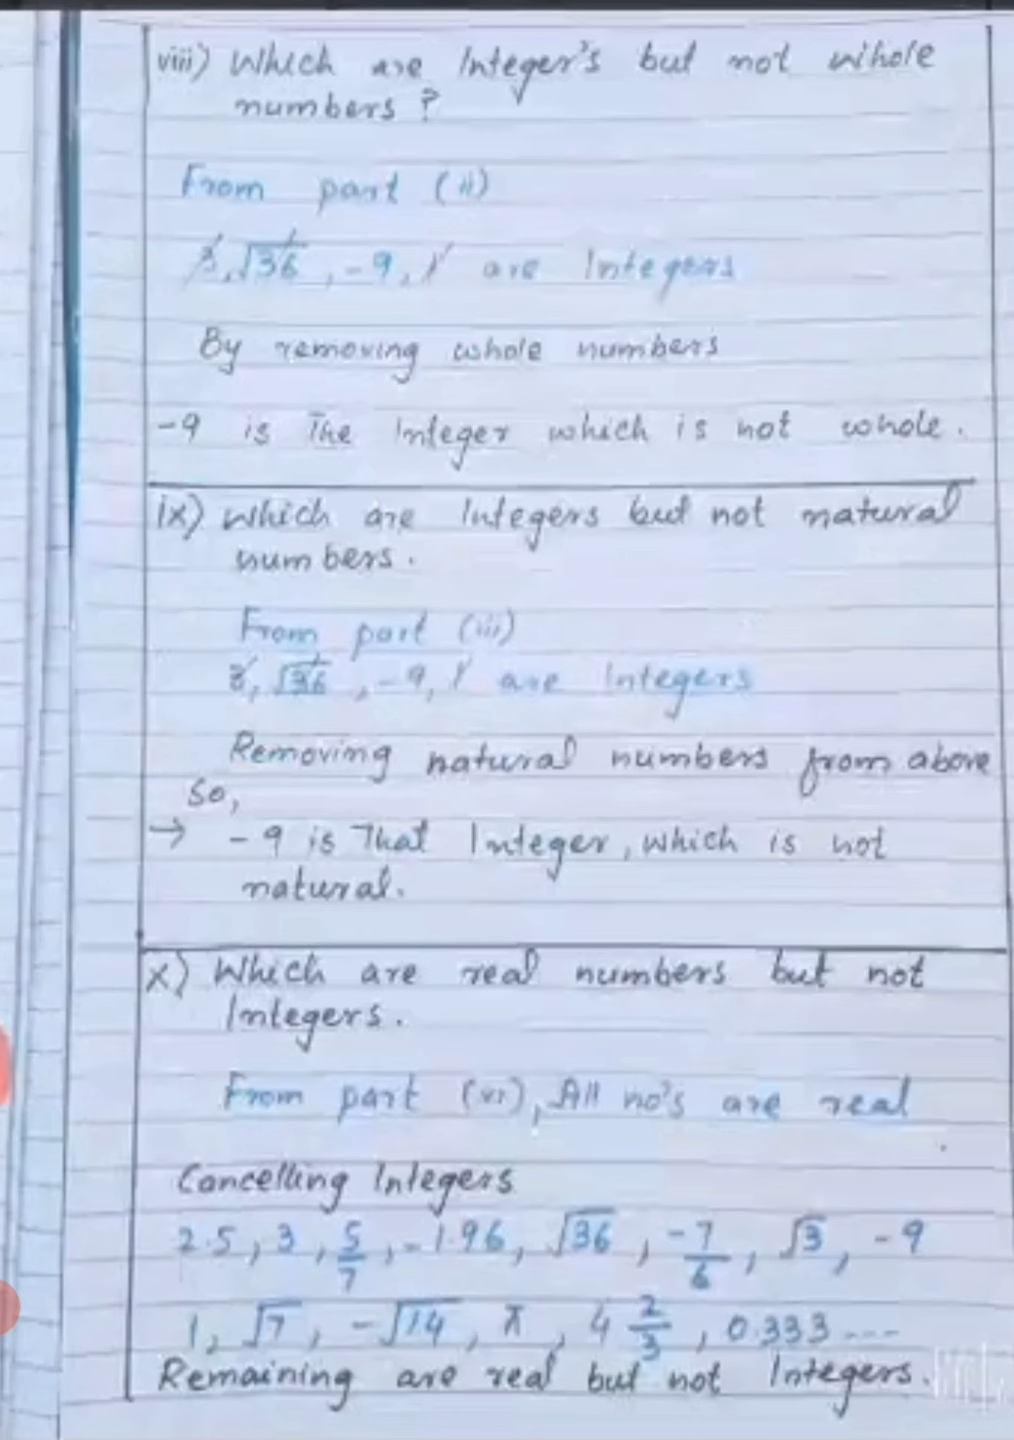 viii) Which are Integer's but not whole
numbers ?
From part (ii)
3, √36, -9, 1 are Integers
By removing whole numbers
-9 is The Integer which is not whole.
ix) which are Integers but not natural
numbers.
From part (iii)
3, √36, -9, 1 are Integers
Removing natural numbers from above
So,
→ -9 is That Integer, which is not
natural.
x) Which are real numbers but not
Integers.
From part (vi), All no's are real
Cancelling Integers
2.5, 3, 5/7, -1.96, √36, -7/6, √3, -9
1, √7, -√14, π, 4 2/3, 0.333---
Remaining are real but not Integers.